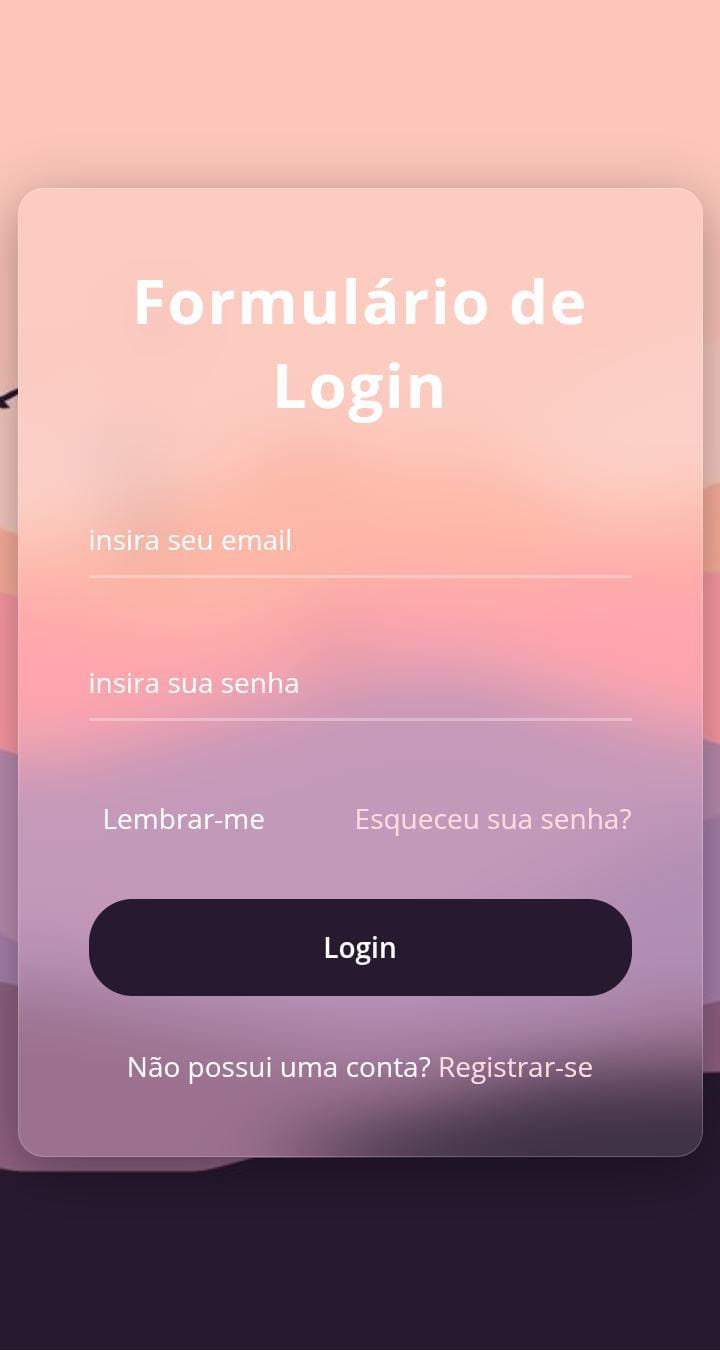 Formulário de
Login
insira seu email
insira sua senha
Lembrar-me Esqueceu sua senha?
Login
Não possui uma conta? Registrar-se